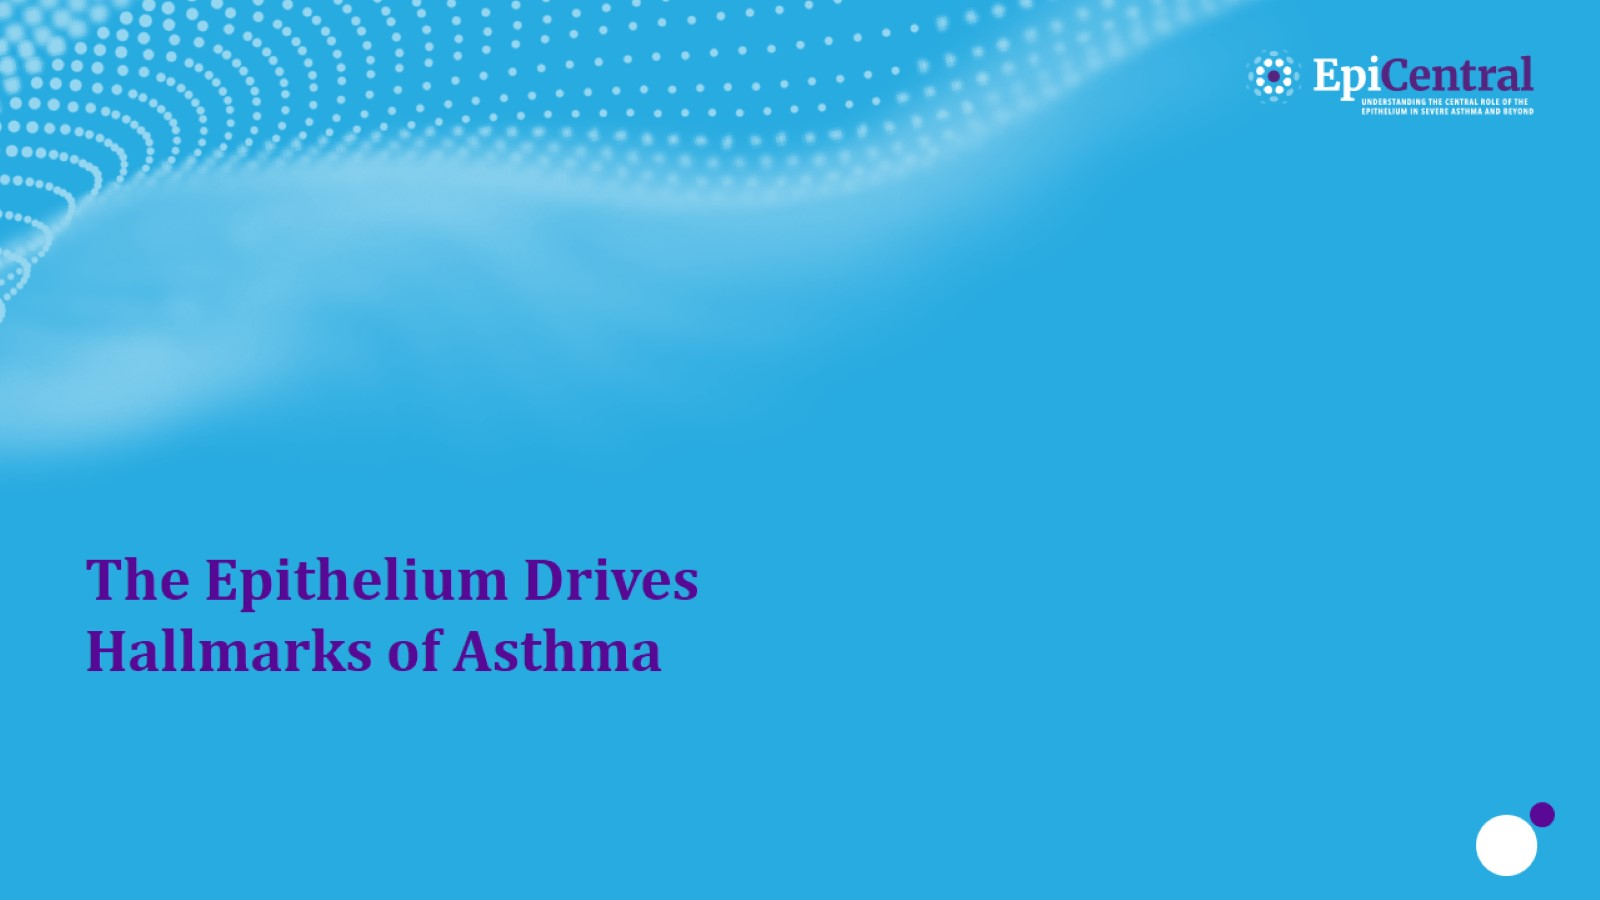 EpiCentral
UNDERSTANDING THE CENTRAL ROLE OF THE
EPITHELIUM IN SEVERE ASTHMA AND BEYOND
The Epithelium Drives
Hallmarks of Asthma